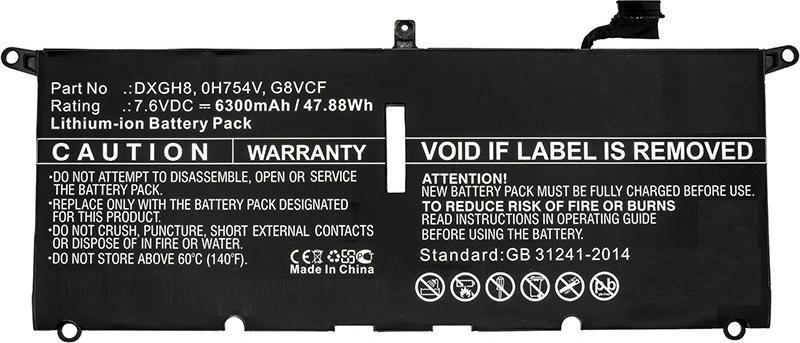 Part No :DXGH8, 0H754V, G8VCF
Rating :7.6VDC ⎓ 6300mAh / 47.88Wh
Lithium-ion Battery Pack
CAUTION WARRANTY VOID IF LABEL IS REMOVED
•DO NOT ATTEMPT TO DISASSEMBLE, OPEN OR SERVICE
THE BATTERY PACK.
•REPLACE ONLY WITH THE BATTERY PACK DESIGNATED
FOR THIS PRODUCT.
•DO NOT CRUSH, PUNCTURE, SHORT EXTERNAL CONTACTS
OR DISPOSE OF IN FIRE OR WATER.
•DO NOT STORE ABOVE 60°C (140°F).
CE
Made In China
ATTENTION!
NEW BATTERY PACK MUST BE FULLY CHARGED BEFORE USE.
TO REDUCE RISK OF FIRE OR BURNS
READ INSTRUCTIONS IN OPERATING GUIDE
BEFORE USING THE BATTERY.
Standard:GB 31241-2014
pb